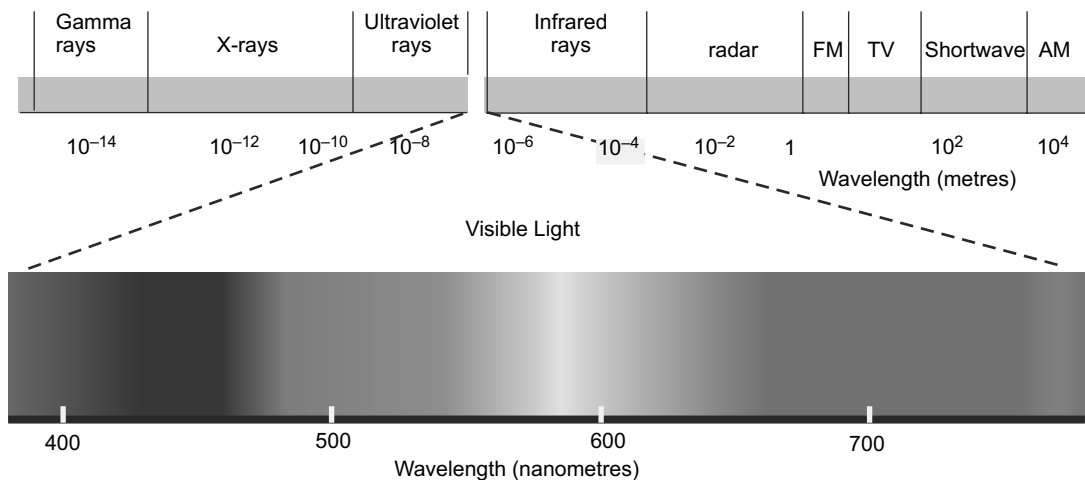 Gamma
rays
X-rays
Ultraviolet
rays
Infrared
rays
radar
FM
TV
Shortwave
AM
10⁻¹⁴ 10⁻¹² 10⁻¹⁰ 10⁻⁸ 10⁻⁶ 10⁻⁴ 10⁻² 1 10² 10⁴
Wavelength (metres)
Visible Light
400 500 600 700
Wavelength (nanometres)